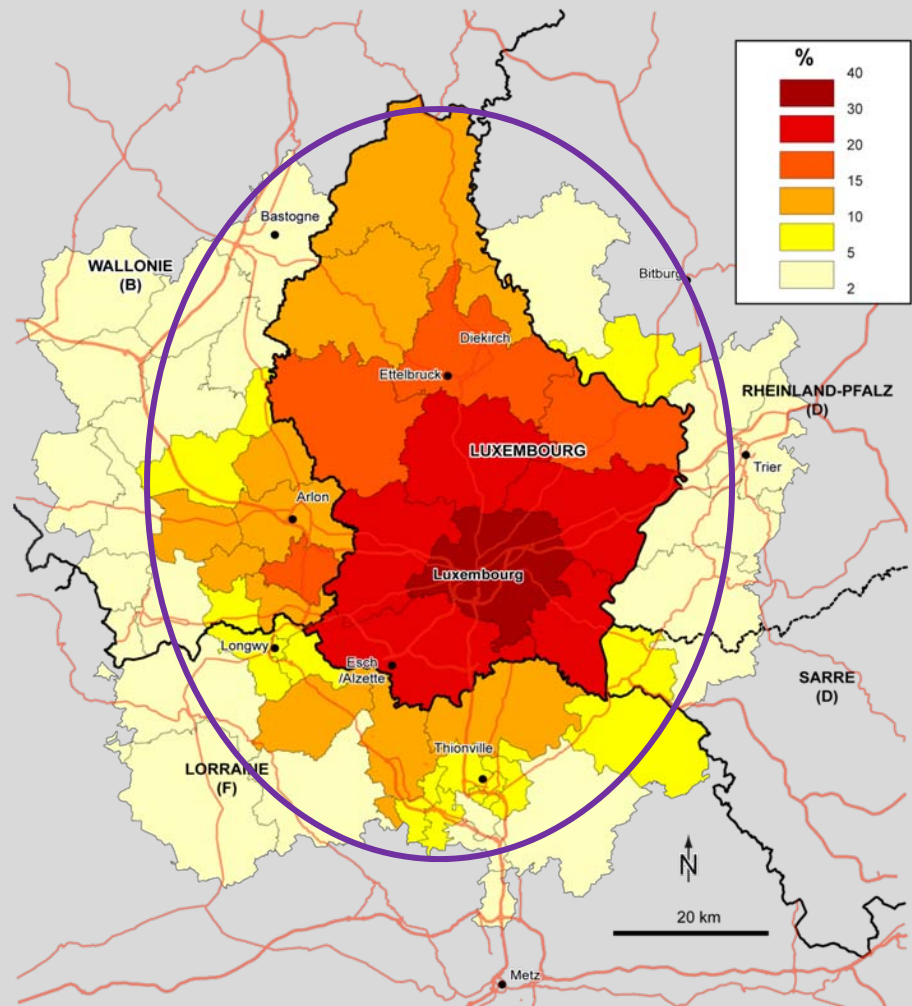 %
40
30
20
15
10
5
2
Bastogne
WALLONIE
(B)
Bitburg
Diekirch
Ettelbruck
RHEINLAND-PFALZ
(D)
LUXEMBOURG
Trier
Arlon
Luxembourg
Longwy
Esch
/Alzette
SARRE
(D)
Thionville
LORRAINE
(F)
N
20 km
Metz